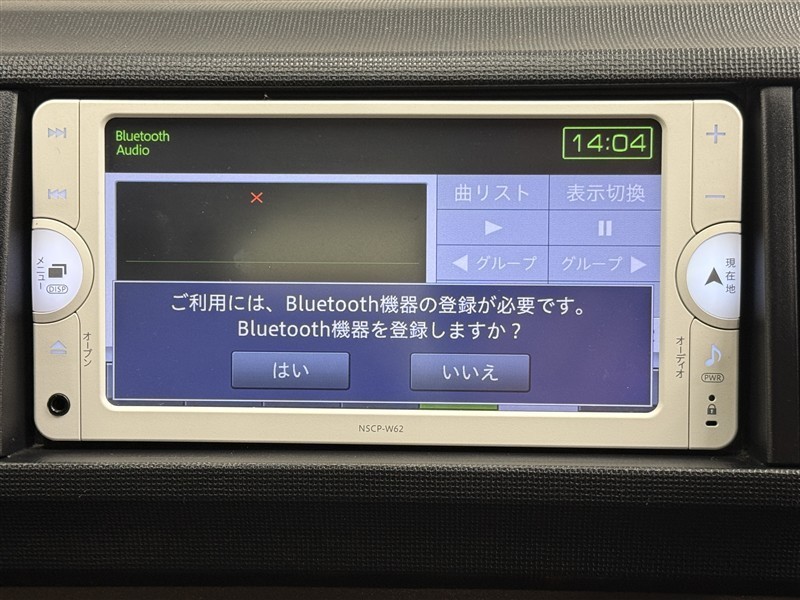 Bluetooth
Audio
14:04
曲リスト
表示切換
グループ
グループ
ご利用には、Bluetooth機器の登録が必要です。
Bluetooth機器を登録しますか？
はい
いいえ
メニュー
DISP
オープン
現在地
オーディオ
PWR
NSCP-W62